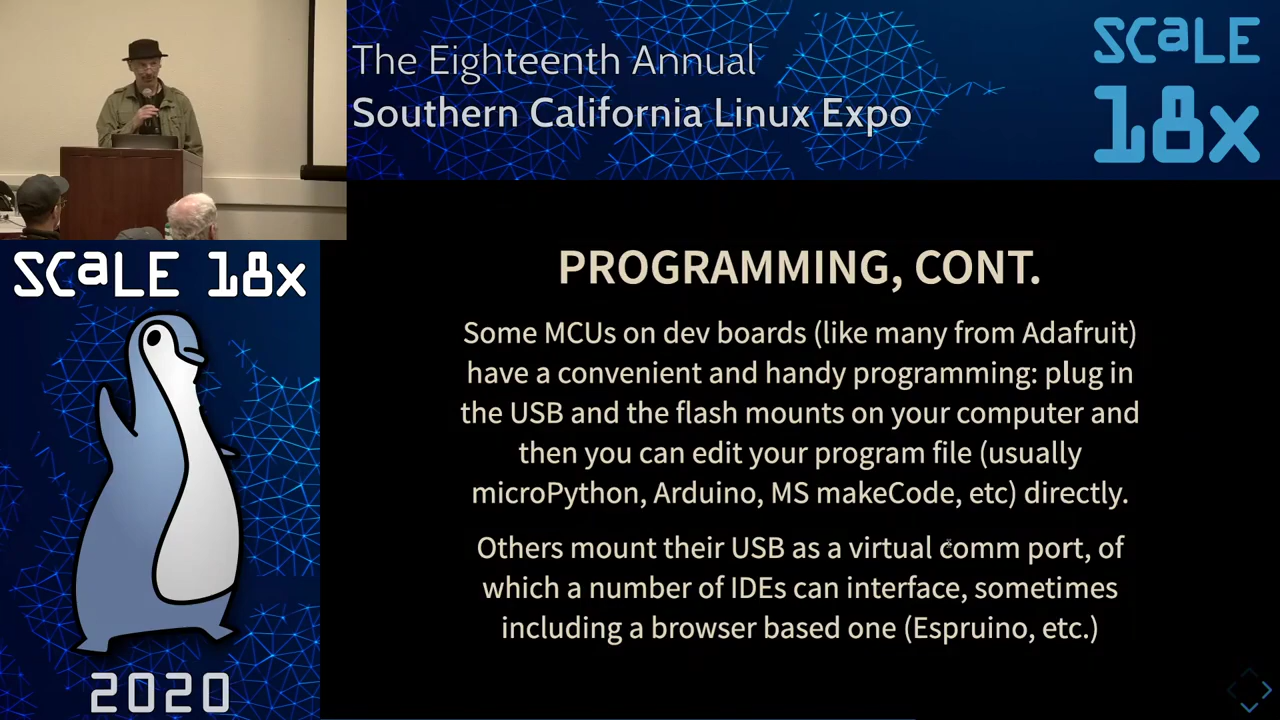 The Eighteenth Annual
Southern California Linux Expo
SCaLE
18x
SCaLE 18x
2020
PROGRAMMING, CONT.
Some MCUs on dev boards (like many from Adafruit)
have a convenient and handy programming: plug in
the USB and the flash mounts on your computer and
then you can edit your program file (usually
microPython, Arduino, MS makeCode, etc) directly.
Others mount their USB as a virtual comm port, of
which a number of IDEs can interface, sometimes
including a browser based one (Espruino, etc.)